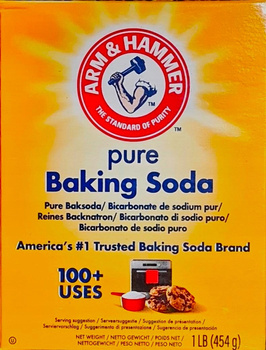 ARM & HAMMER
THE STANDARD OF PURITY
TM
TM
pure
Baking Soda
Pure Baksoda/ Bicarbonate de sodium pur/
Reines Backnatron/ Bicarbonato di sodio puro/
Bicarbonato de sodio puro
America's #1 Trusted Baking Soda Brand
100+
USES
Serving suggestion / Serveersuggestie / Suggestion de présentation /
Serviervorschlag / Suggerimento di presentazione / Sugerencia de presentación
NET WEIGHT / NETTO GEWICHT / POIDS NET /
NETTOGEWICHT / PESO NETTO / PESO NETO
1 LB (454 g)
U